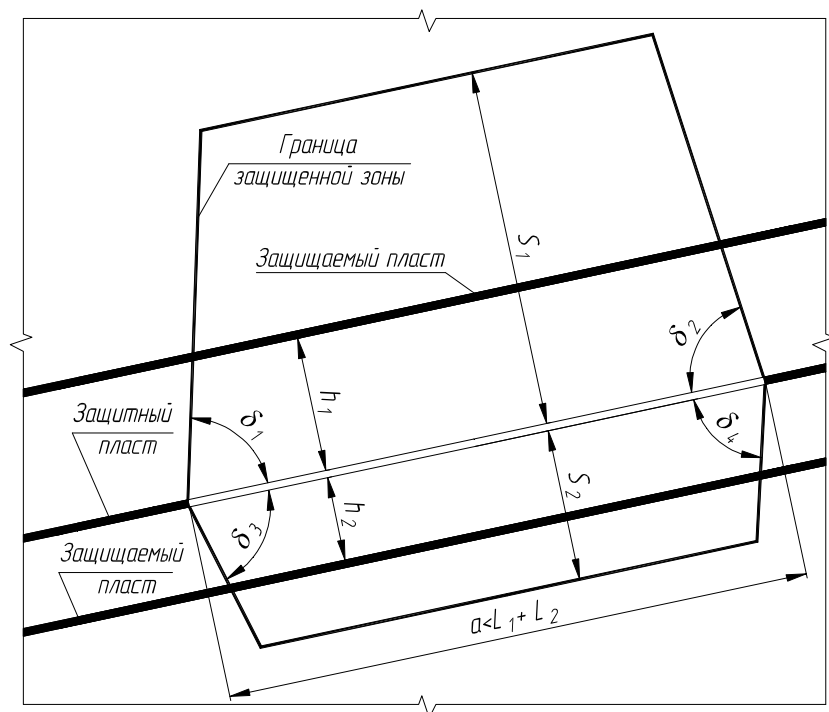 Граница
защищенной зоны
S₁
Защищаемый пласт
δ₂
h₁
Защитный
пласт
δ₁
δ₄
S₂
h₂
δ₃
Защищаемый
пласт
a<L₁+L₂